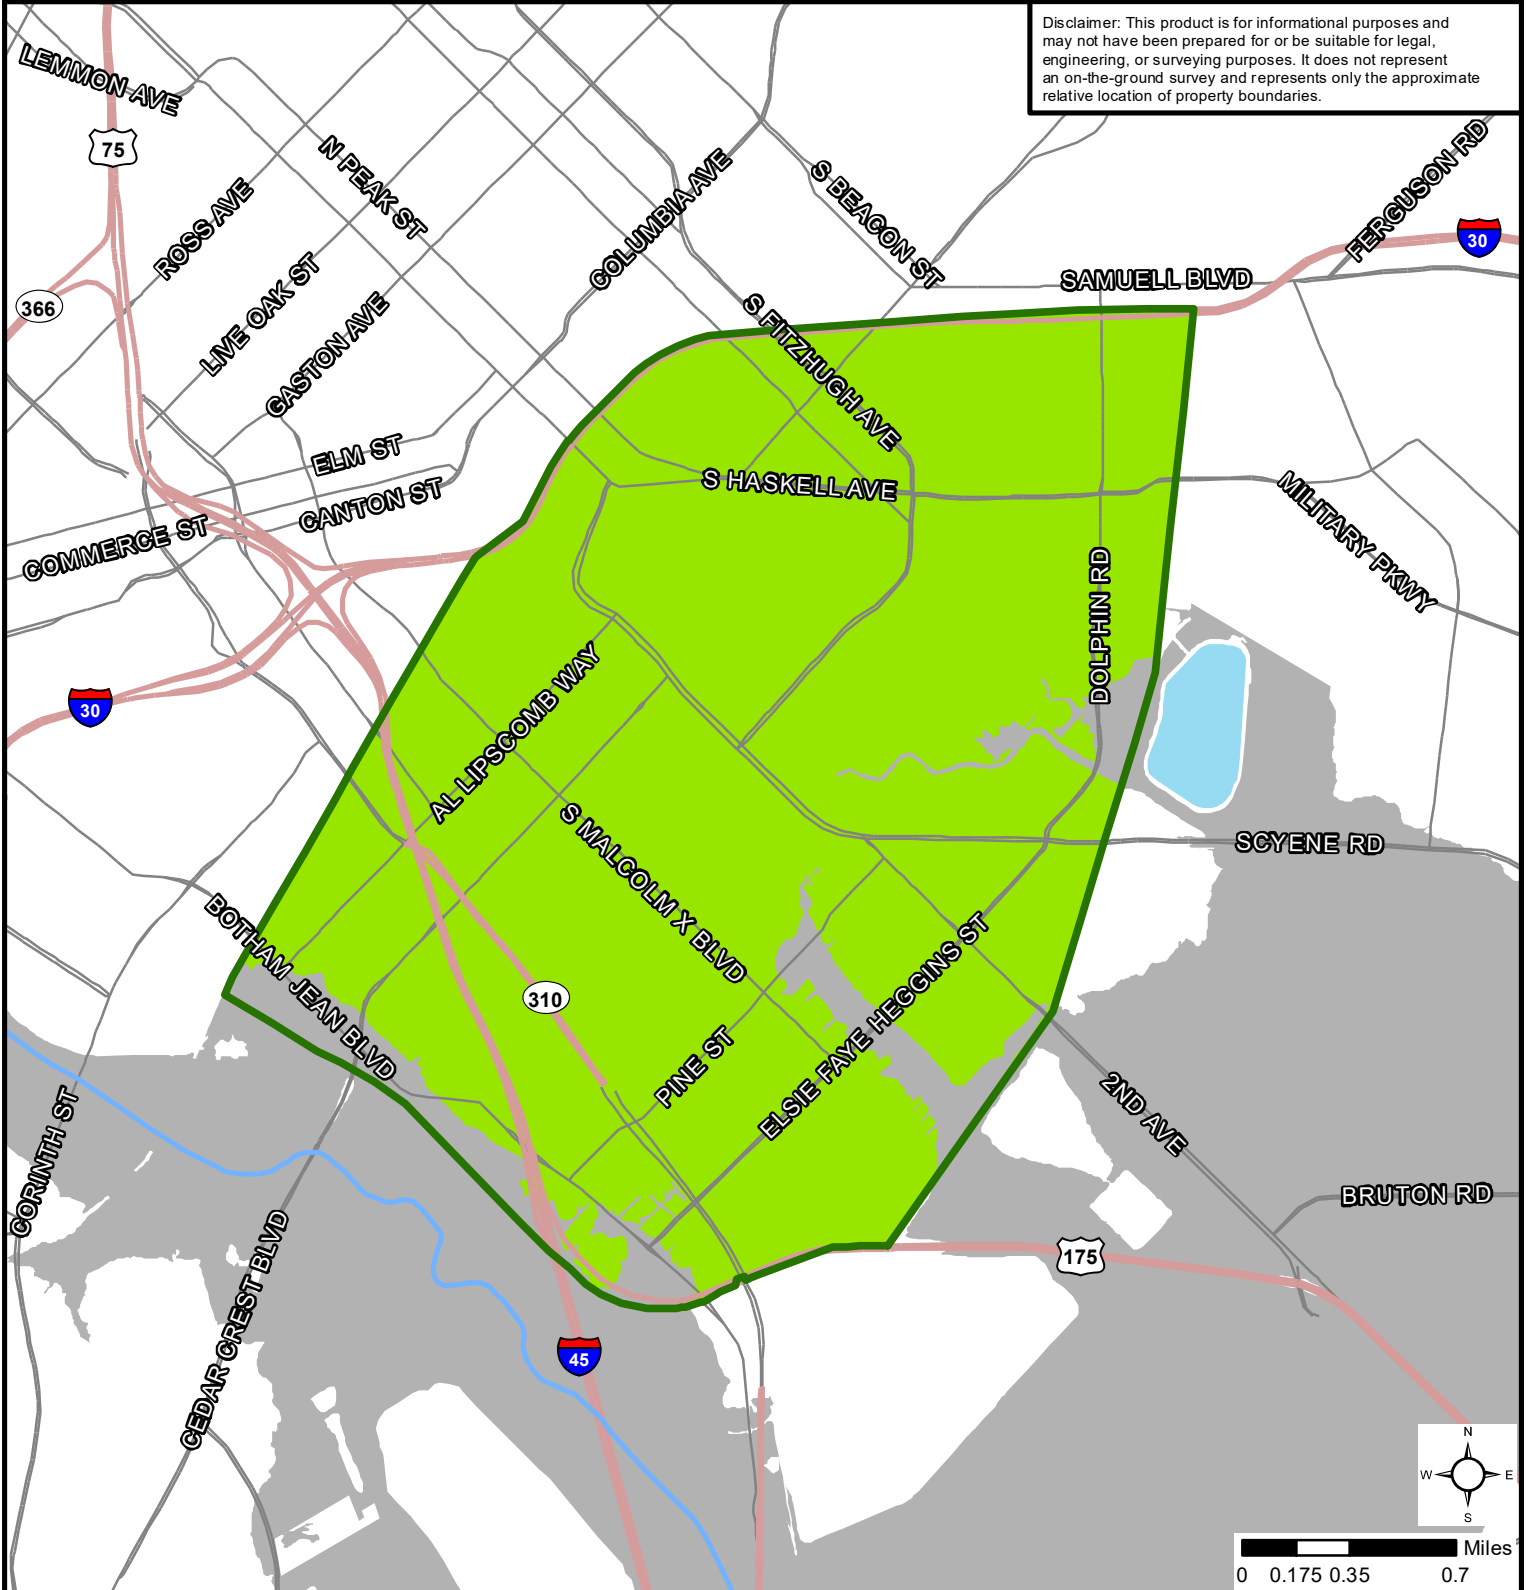 Disclaimer: This product is for informational purposes and
may not have been prepared for or be suitable for legal,
engineering, or surveying purposes. It does not represent
an on-the-ground survey and represents only the approximate
relative location of property boundaries.
LEMMON AVE
75
N PEAK ST
ROSS AVE
COLUMBIA AVE
S BEACON ST
FERGUSON RD
30
SAMUELL BLVD
366
LIVE OAK ST
GASTON AVE
S FITZHUGH AVE
ELM ST
CANTON ST
COMMERCE ST
S HASKELL AVE
MILITARY PKWY
DOLPHIN RD
30
AL LIPSCOMB WAY
S MALCOLM X BLVD
SCYENE RD
BOTHAM JEAN BLVD
310
PINE ST
ELSIE FAYE HEGGINS ST
2ND AVE
CORINTH ST
BRUTON RD
175
CEDAR CREST BLVD
45
N
W
E
S
Miles
0 0.175 0.35 0.7